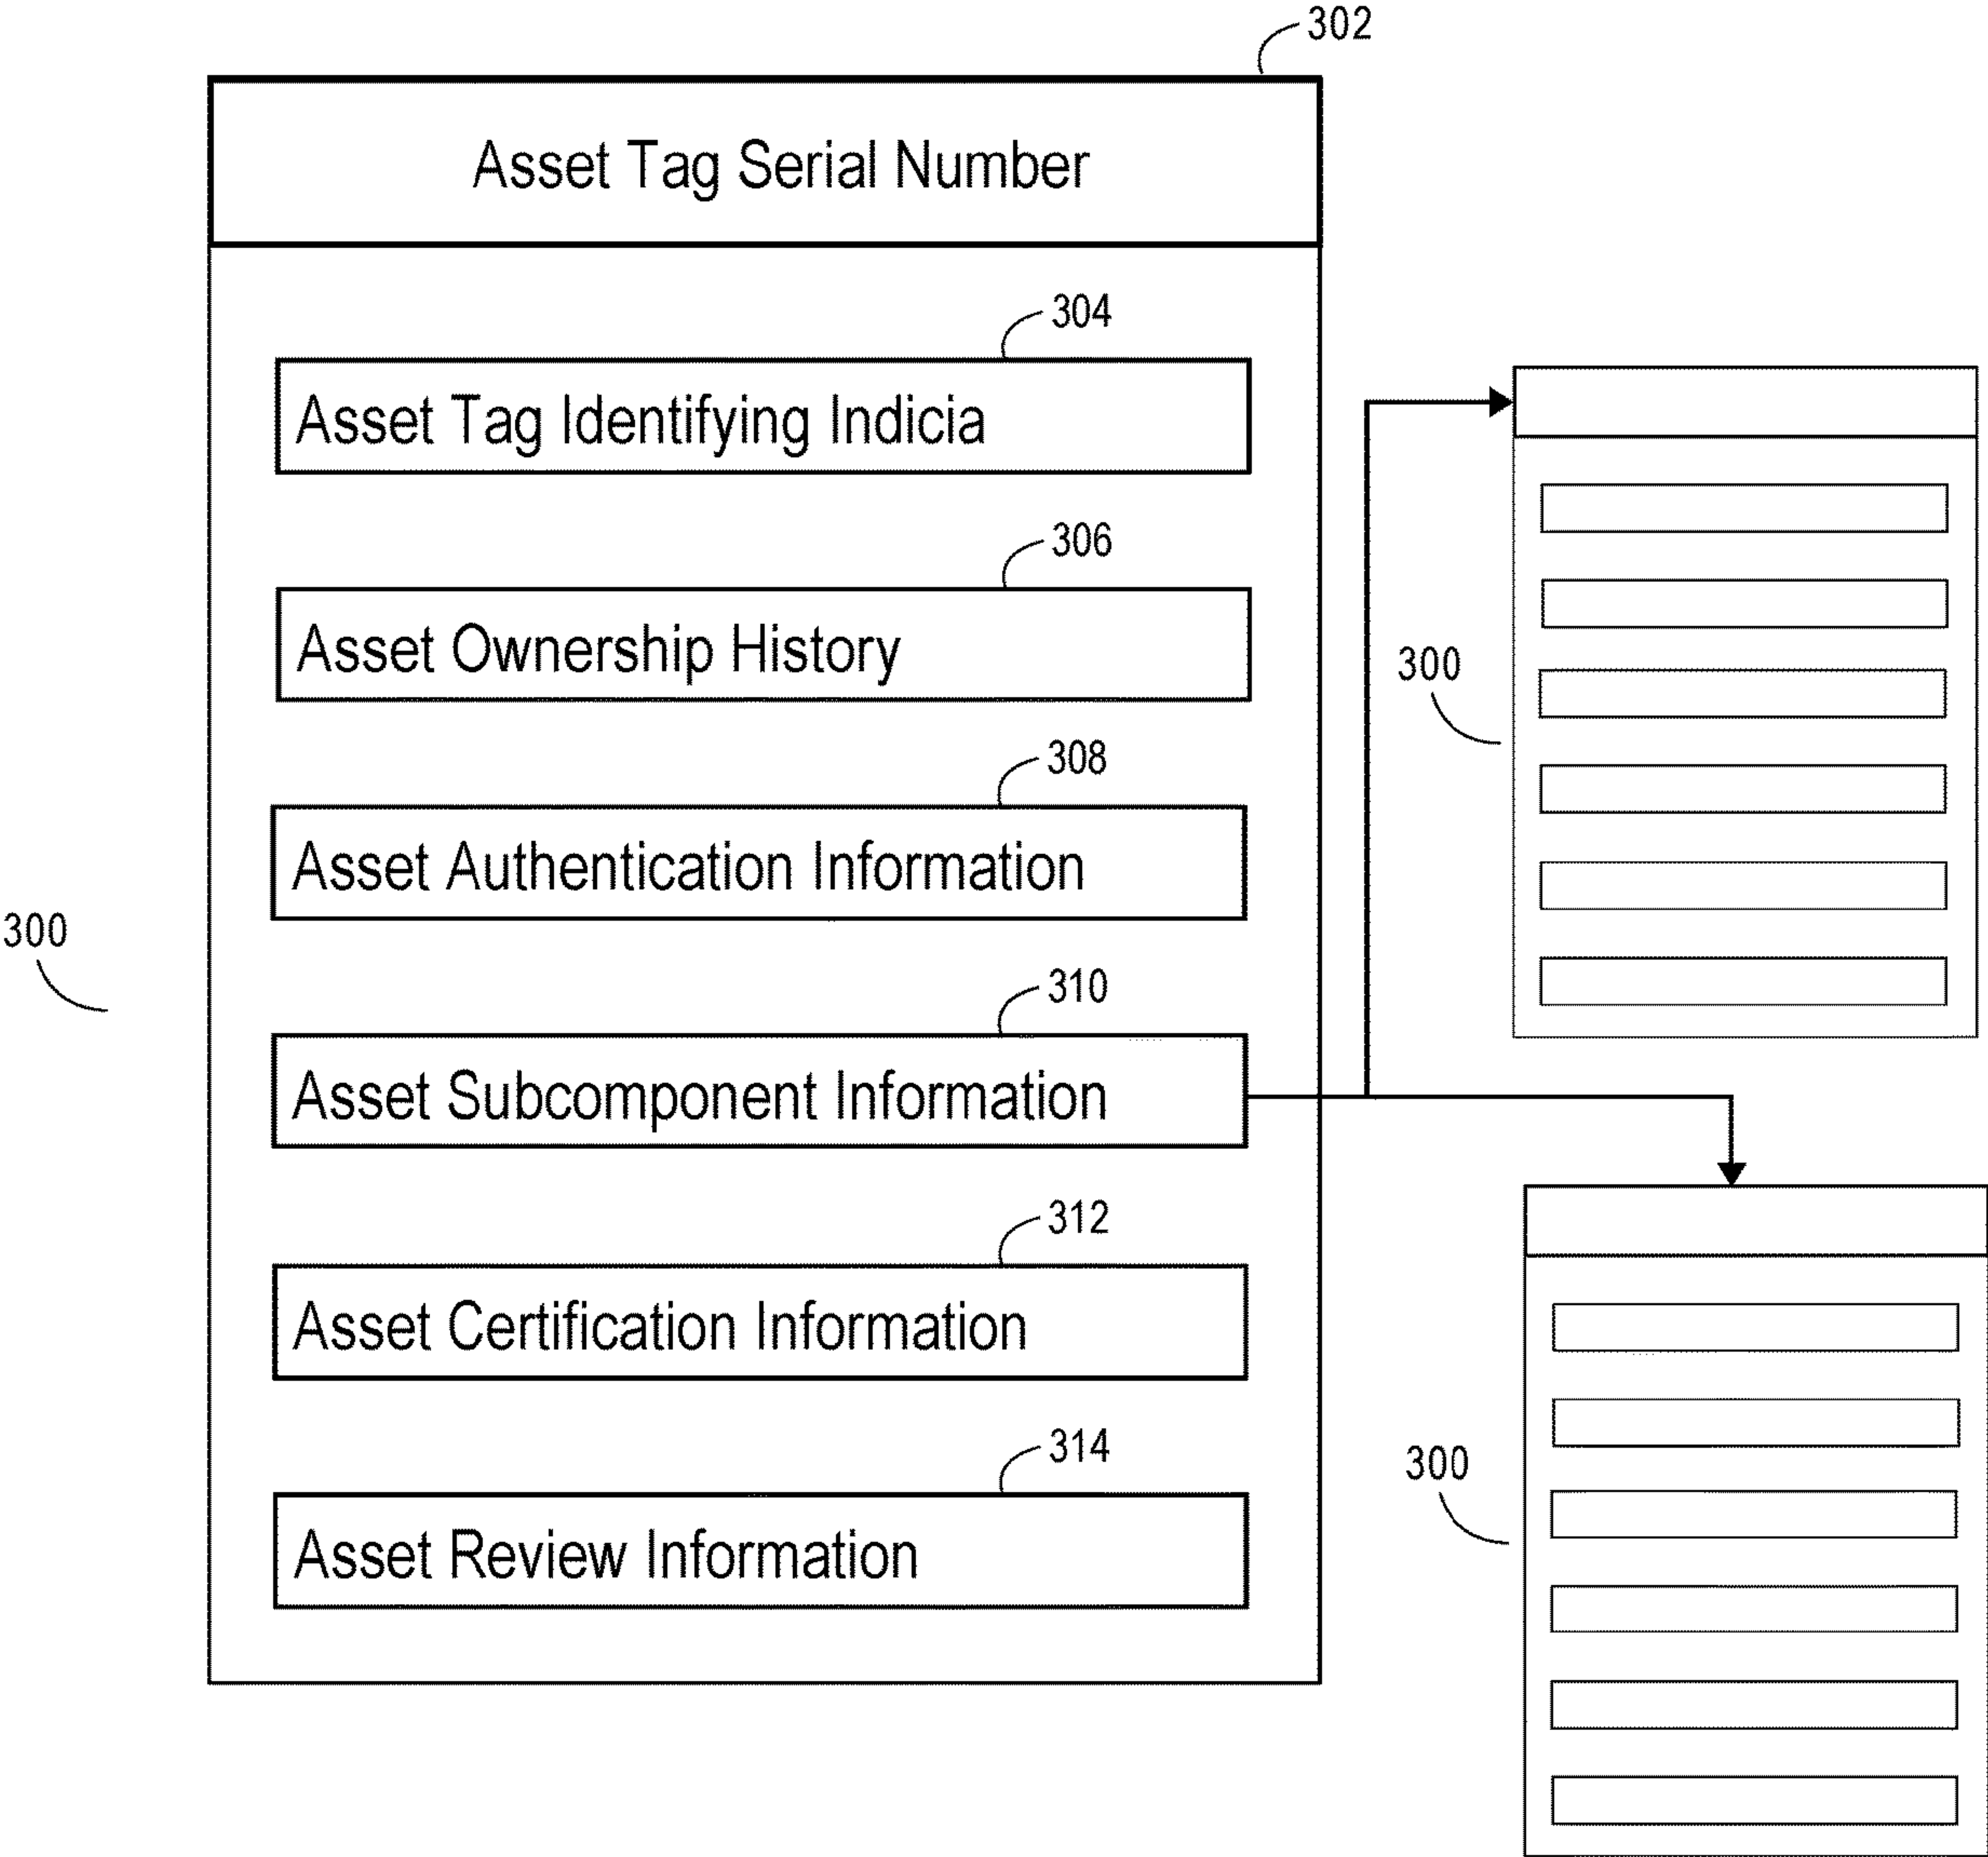 302
Asset Tag Serial Number
304
Asset Tag Identifying Indicia
306
Asset Ownership History
300
308
Asset Authentication Information
300
310
Asset Subcomponent Information
312
Asset Certification Information
314
300
Asset Review Information